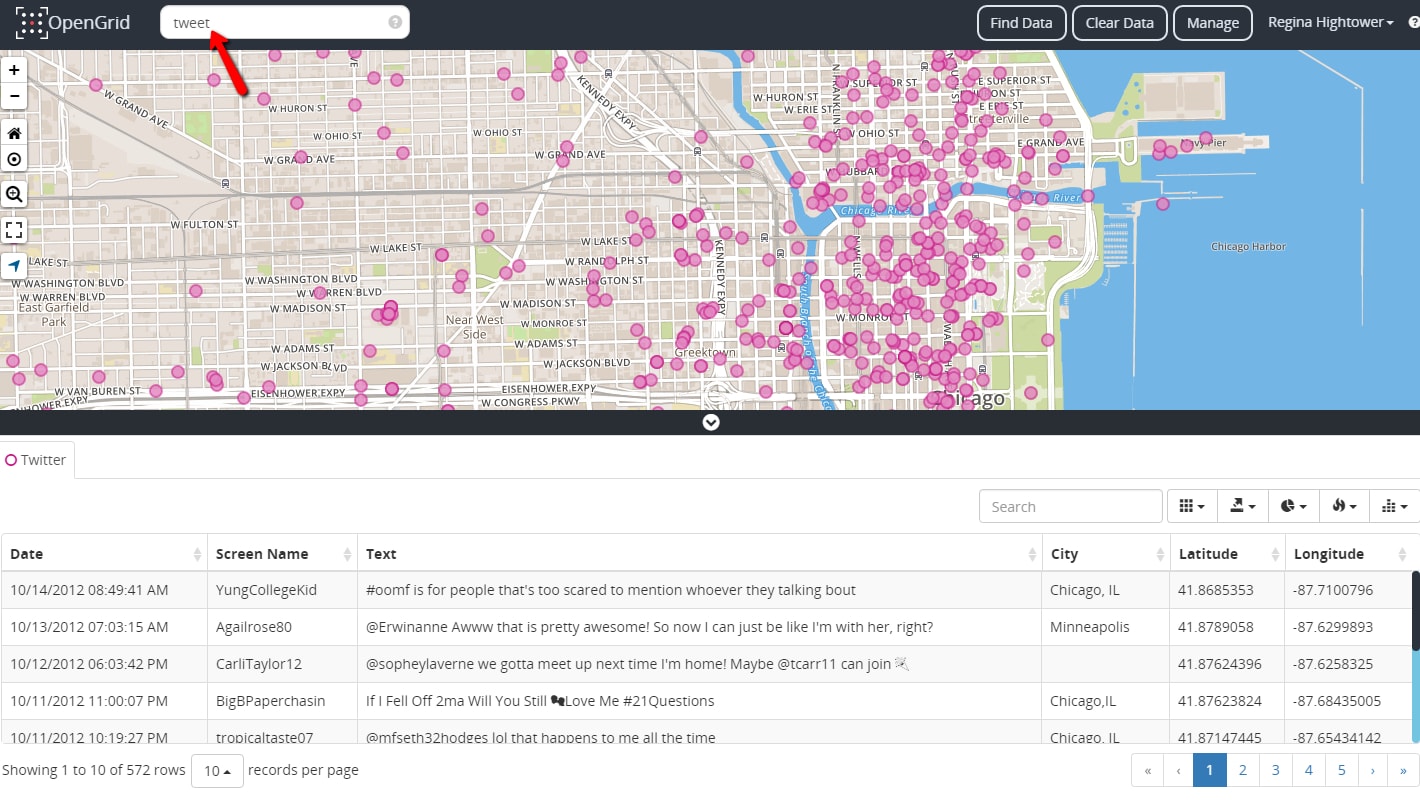 OpenGrid
tweet
?
Find Data
Clear Data
Manage
Regina Hightower
?
W GRAND AVE
W HURON ST
W OHIO ST
W GRAND AVE
W FULTON ST
W LAKE ST
LAKE ST
W WASHINGTON BLVD
W WASHINGTON BLVD
W WARREN BLVD
W WARREN BLVD
W MADISON ST
East Garfield
Park
W ADAMS ST
W JACKSON BLVD
W VAN BUREN ST
EISENHOWER EXPY
KENNEDY EXPY
W OHIO ST
W GRAND AVE
W LAKE ST
W RANDOLPH ST
W WASHINGTON ST
W MADISON ST
W MONROE ST
Near West
Side
W ADAMS ST
W JACKSON BLVD
Greektown
EISENHOWER EXPY
W CONGRESS PKWY
KENNEDY EXPY
N FRANKLIN ST
W HURON ST
W ERIE ST
E SUPERIOR ST
Streeterville
E GRAND AVE
Navy Pier
Chicago River
Chicago Harbor
W MONROE
Chicago
Twitter
Search
Date Screen Name Text City Latitude Longitude
10/14/2012 08:49:41 AM YungCollegeKid #oomf is for people that's too scared to mention whoever they talking bout Chicago, IL 41.8685353 -87.7100796
10/13/2012 07:03:15 AM Agailrose80 @Erwinanne Awww that is pretty awesome! So now I can just be like I'm with her, right? Minneapolis 41.8789058 -87.6299893
10/12/2012 06:03:42 PM CarliTaylor12 @sopheylaverne we gotta meet up next time I'm home! Maybe @tcarr11 can join 41.87624396 -87.6258325
10/11/2012 11:00:07 PM BigBPaperchasin If I Fell Off 2ma Will You Still Love Me #21Questions Chicago,IL 41.87623824 -87.68435005
10/11/2012 10:19:27 PM tropicaltaste07 @mfseth32hodges lol that happens to me all the time Chicago, IL 41.87147445 -87.65434142
Showing 1 to 10 of 572 rows 10 records per page
« ‹ 1 2 3 4 5 › »